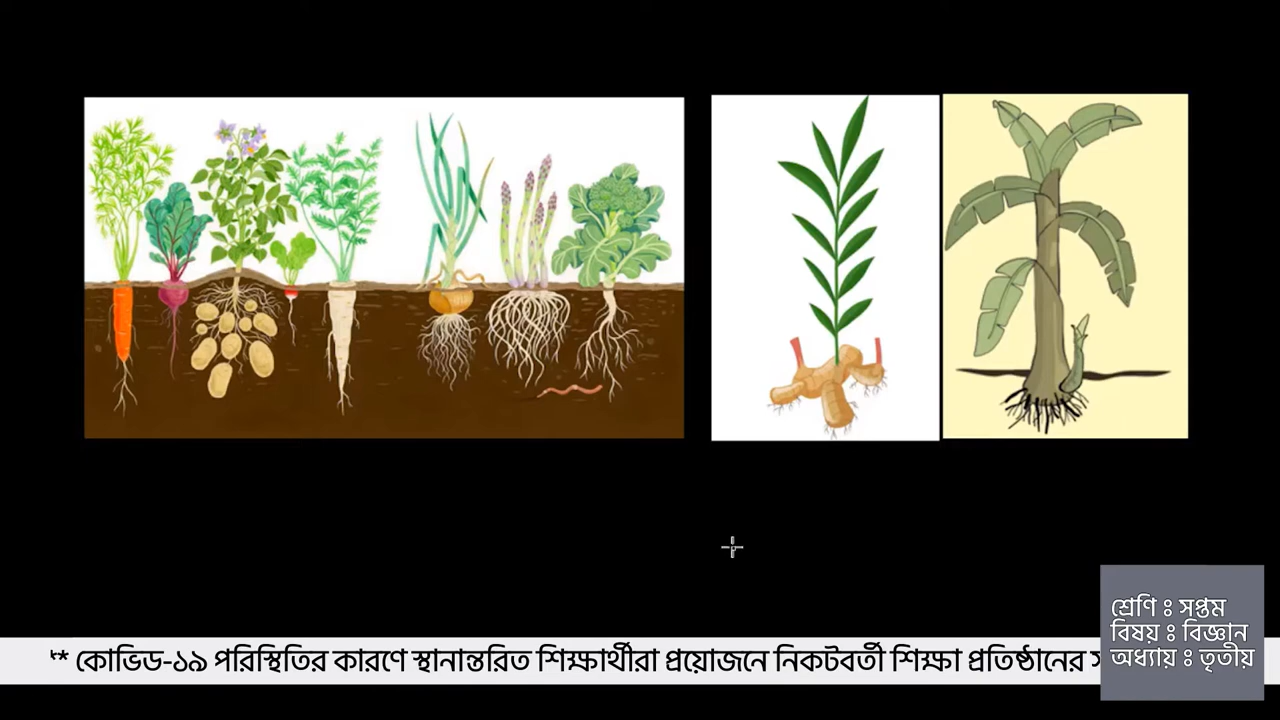 শ্রেণি ঃ সপ্তম
বিষয় ঃ বিজ্ঞান
অধ্যায় ঃ তৃতীয়
** কোভিড-১৯ পরিস্থিতির কারণে স্থানান্তরিত শিক্ষার্থীরা প্রয়োজনে নিকটবর্তী শিক্ষা প্রতিষ্ঠানের